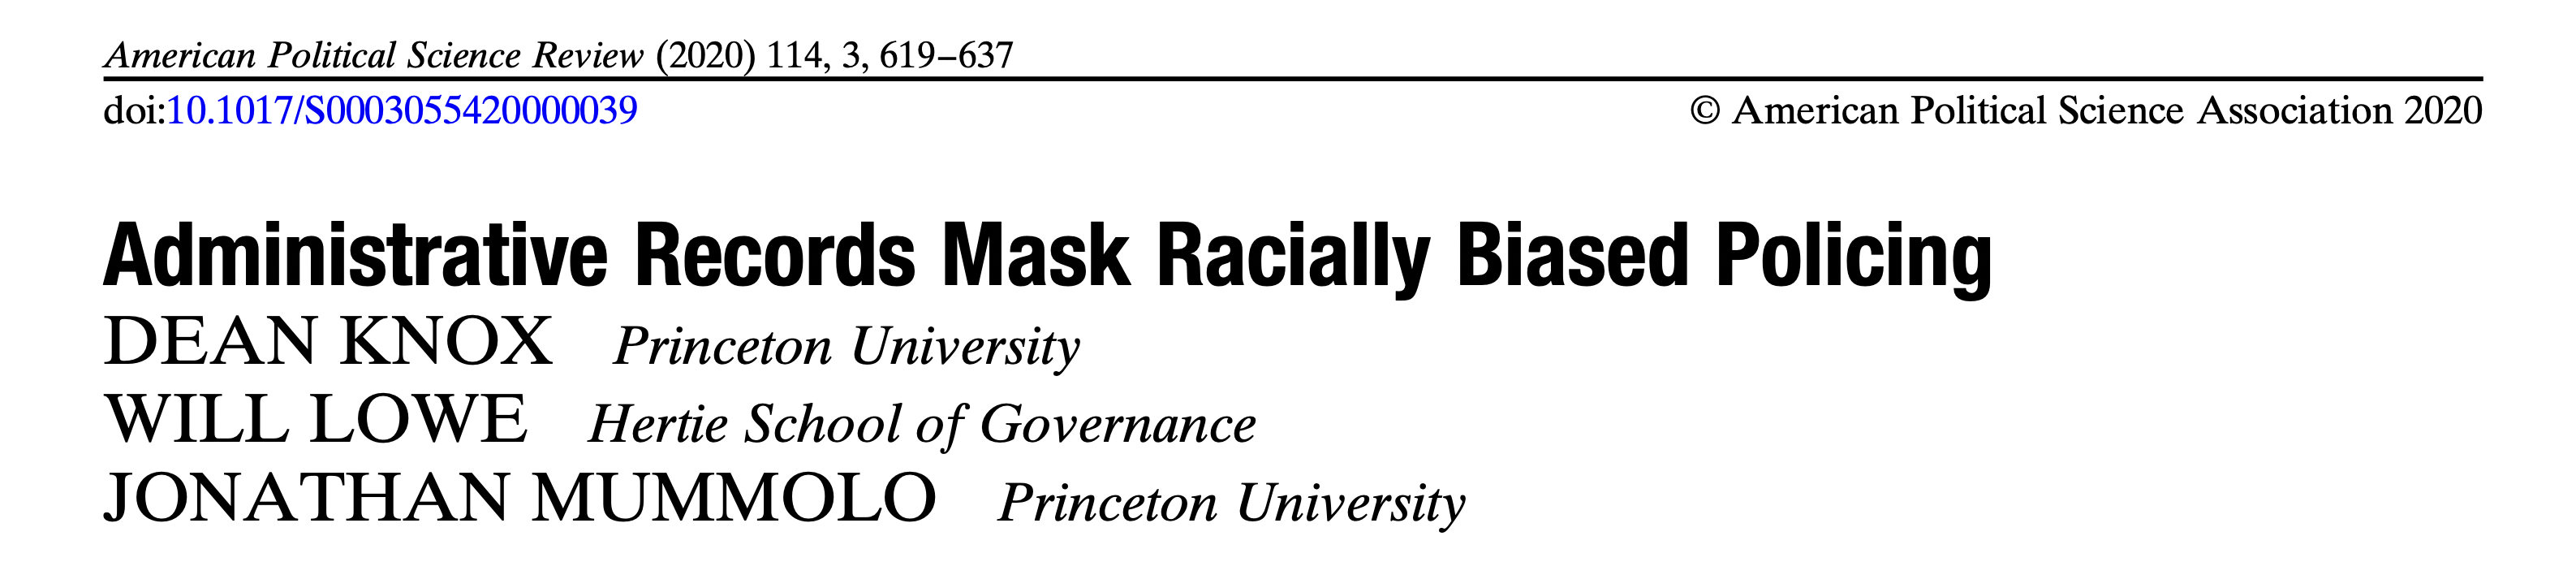 American Political Science Review (2020) 114, 3, 619–637
doi:10.1017/S0003055420000039 © American Political Science Association 2020
Administrative Records Mask Racially Biased Policing
DEAN KNOX Princeton University
WILL LOWE Hertie School of Governance
JONATHAN MUMMOLO Princeton University